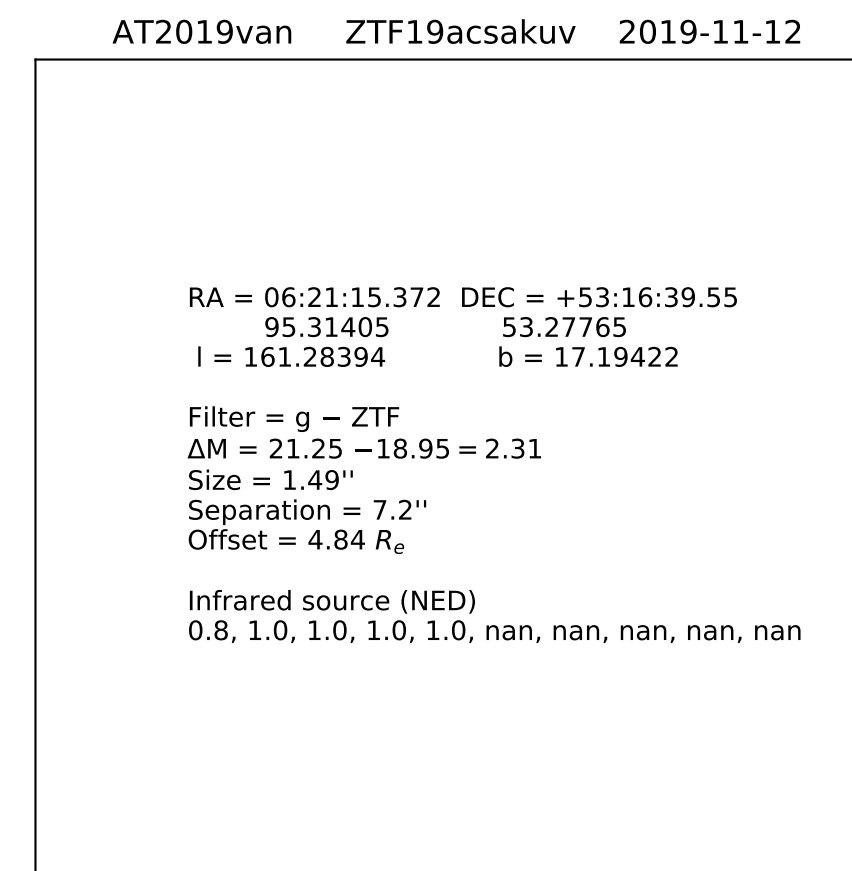 AT2019van ZTF19acsakuv 2019-11-12
RA = 06:21:15.372 DEC = +53:16:39.55
95.31405 53.27765
l = 161.28394 b = 17.19422
Filter = g − ZTF
ΔM = 21.25 −18.95 = 2.31
Size = 1.49''
Separation = 7.2''
Offset = 4.84 Re
Infrared source (NED)
0.8, 1.0, 1.0, 1.0, 1.0, nan, nan, nan, nan, nan